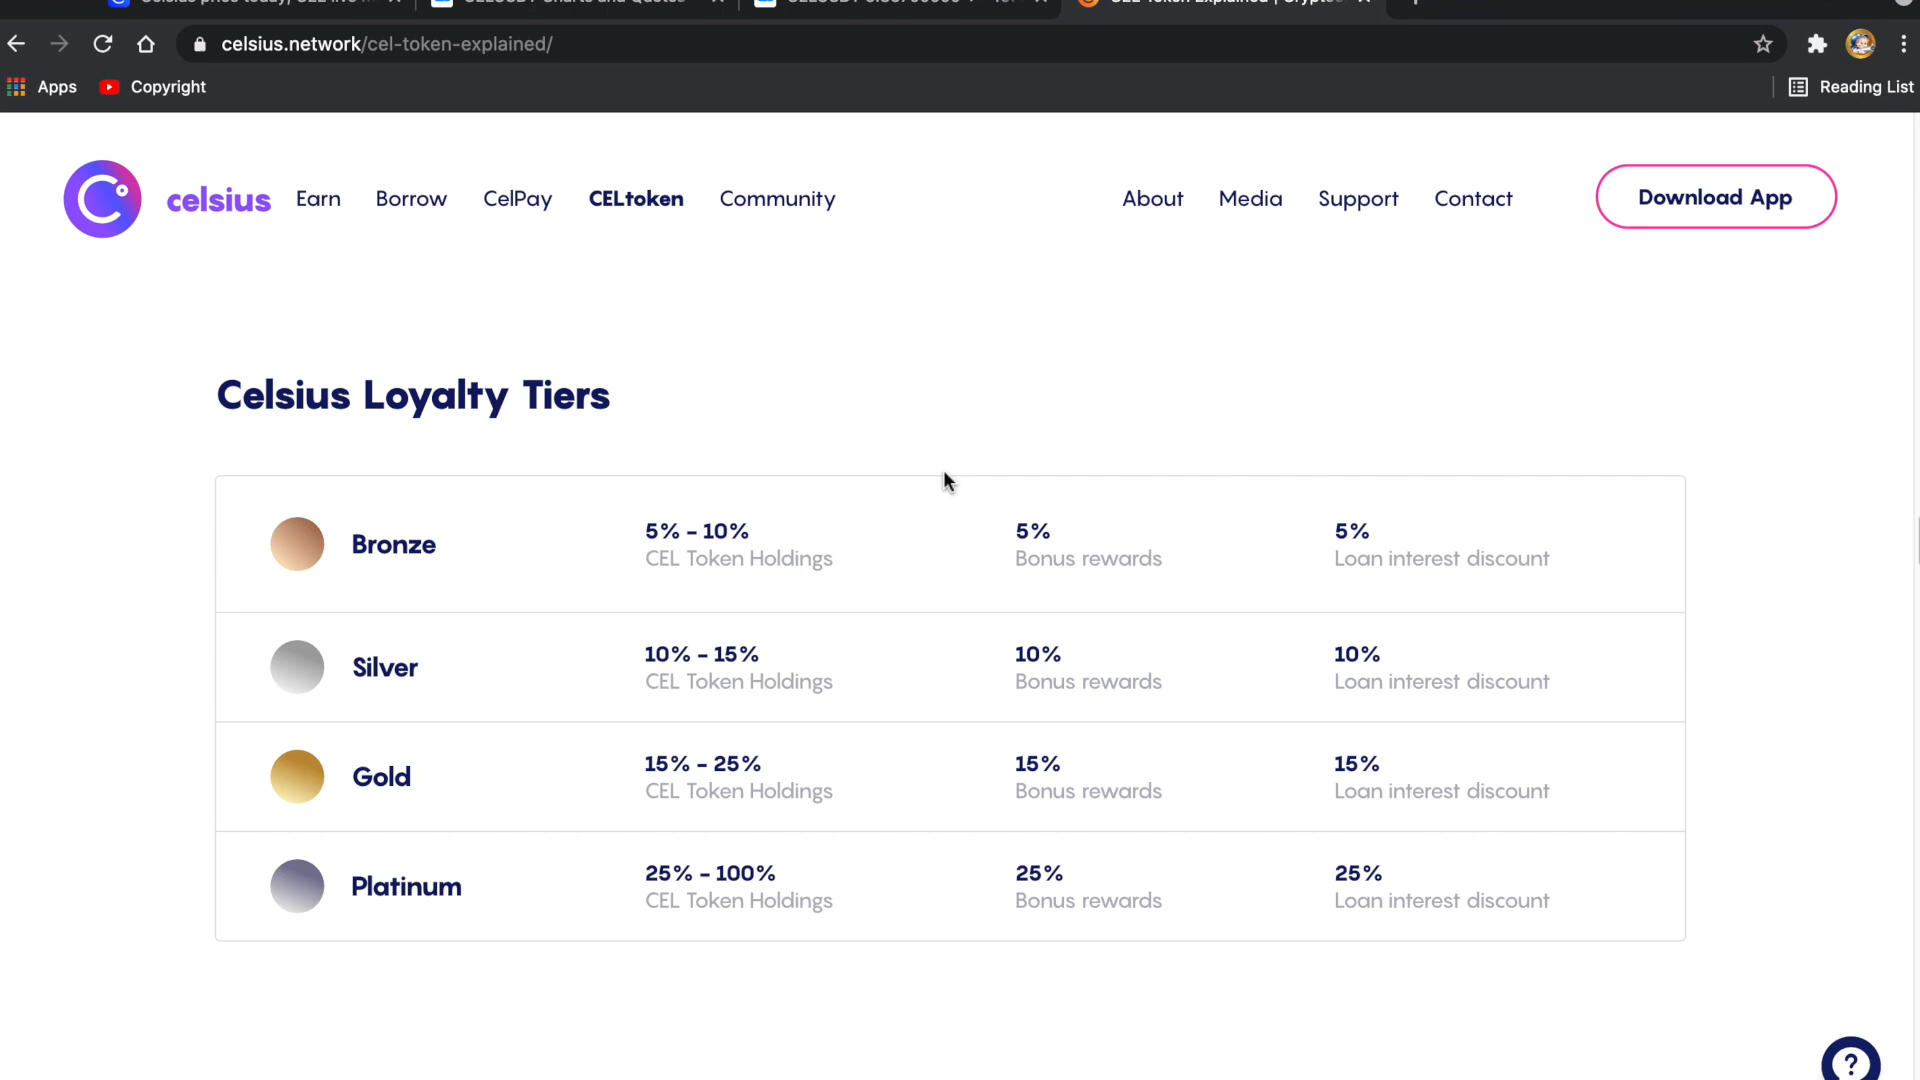 celsius.network/cel-token-explained/
Apps Copyright Reading List
celsius Earn Borrow CelPay CELtoken Community About Media Support Contact Download App
Celsius Loyalty Tiers
Bronze 5% - 10% CEL Token Holdings 5% Bonus rewards 5% Loan interest discount
Silver 10% - 15% CEL Token Holdings 10% Bonus rewards 10% Loan interest discount
Gold 15% - 25% CEL Token Holdings 15% Bonus rewards 15% Loan interest discount
Platinum 25% - 100% CEL Token Holdings 25% Bonus rewards 25% Loan interest discount
?